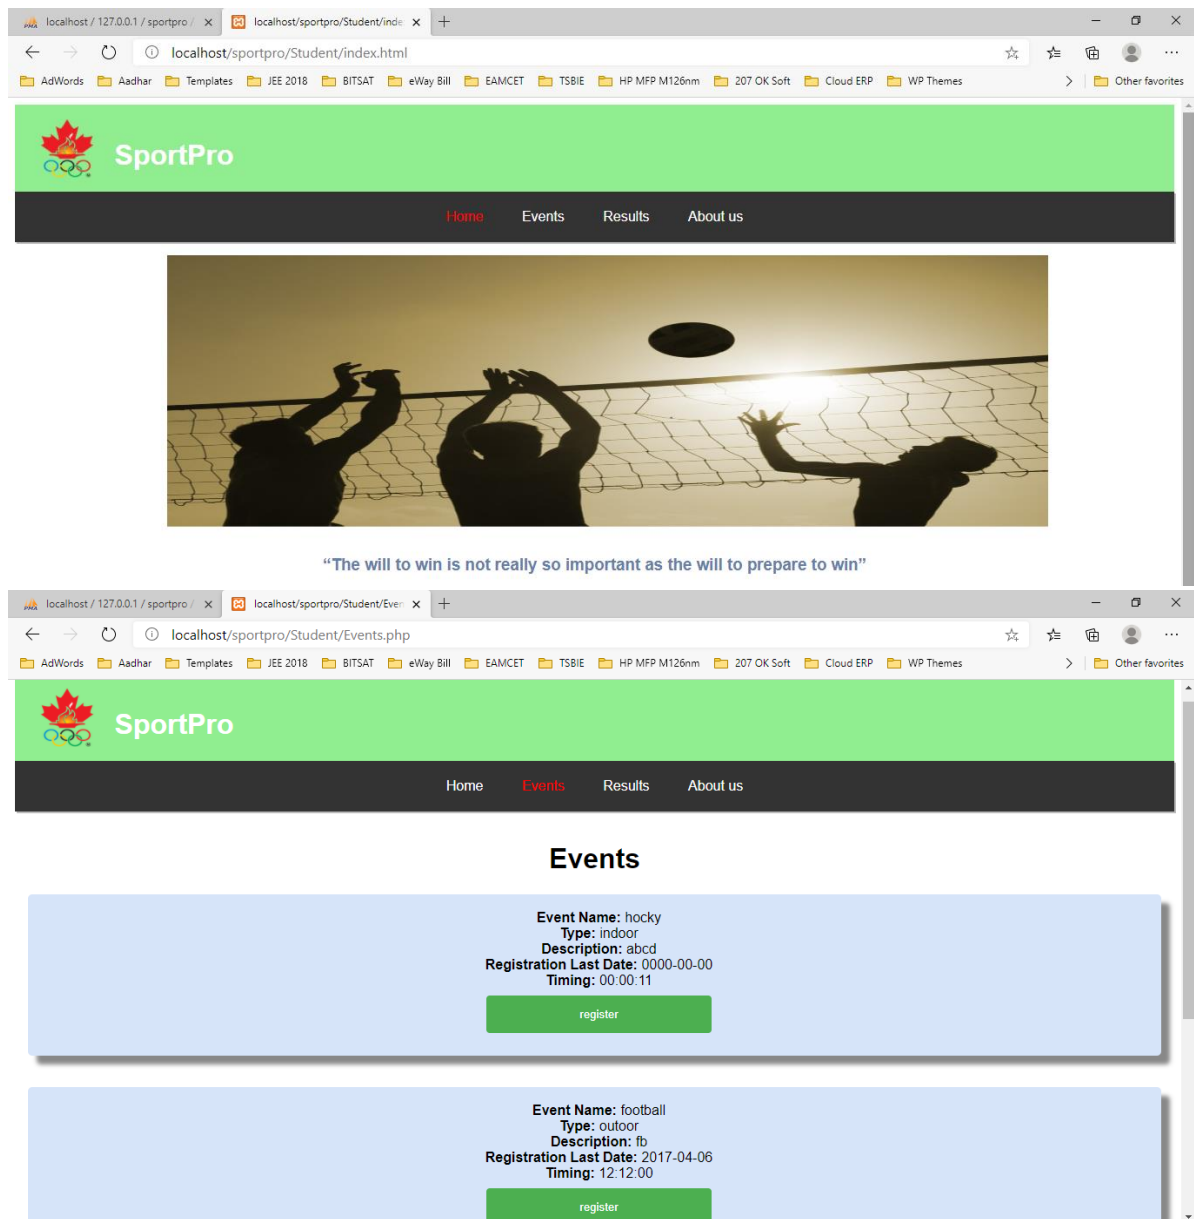 localhost / 127.0.0.1 / sportpro /
localhost/sportpro/Student/inde
localhost/sportpro/Student/index.html
AdWords Aadhar Templates JEE 2018 BITSAT eWay Bill EAMCET TSBIE HP MFP M126nm 207 OK Soft Cloud ERP WP Themes Other favorites
SportPro
Home Events Results About us
“The will to win is not really so important as the will to prepare to win”
localhost / 127.0.0.1 / sportpro /
localhost/sportpro/Student/Even
localhost/sportpro/Student/Events.php
AdWords Aadhar Templates JEE 2018 BITSAT eWay Bill EAMCET TSBIE HP MFP M126nm 207 OK Soft Cloud ERP WP Themes Other favorites
SportPro
Home Events Results About us
Events
Event Name: hocky
Type: indoor
Description: abcd
Registration Last Date: 0000-00-00
Timing: 00:00:11
register
Event Name: football
Type: outoor
Description: fb
Registration Last Date: 2017-04-06
Timing: 12:12:00
register